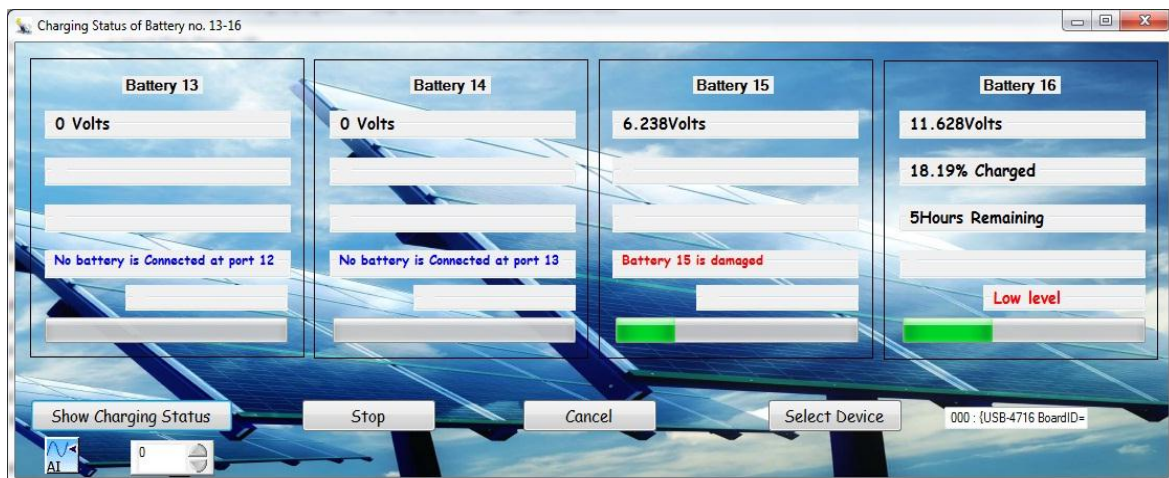 Charging Status of Battery no. 13-16
Battery 13
0 Volts
No battery is Connected at port 12
Battery 14
0 Volts
No battery is Connected at port 13
Battery 15
6.238Volts
Battery 15 is damaged
Battery 16
11.628Volts
18.19% Charged
5Hours Remaining
Low level
Show Charging Status
Stop
Cancel
Select Device
000 : {USB-4716 BoardID=
AI
0